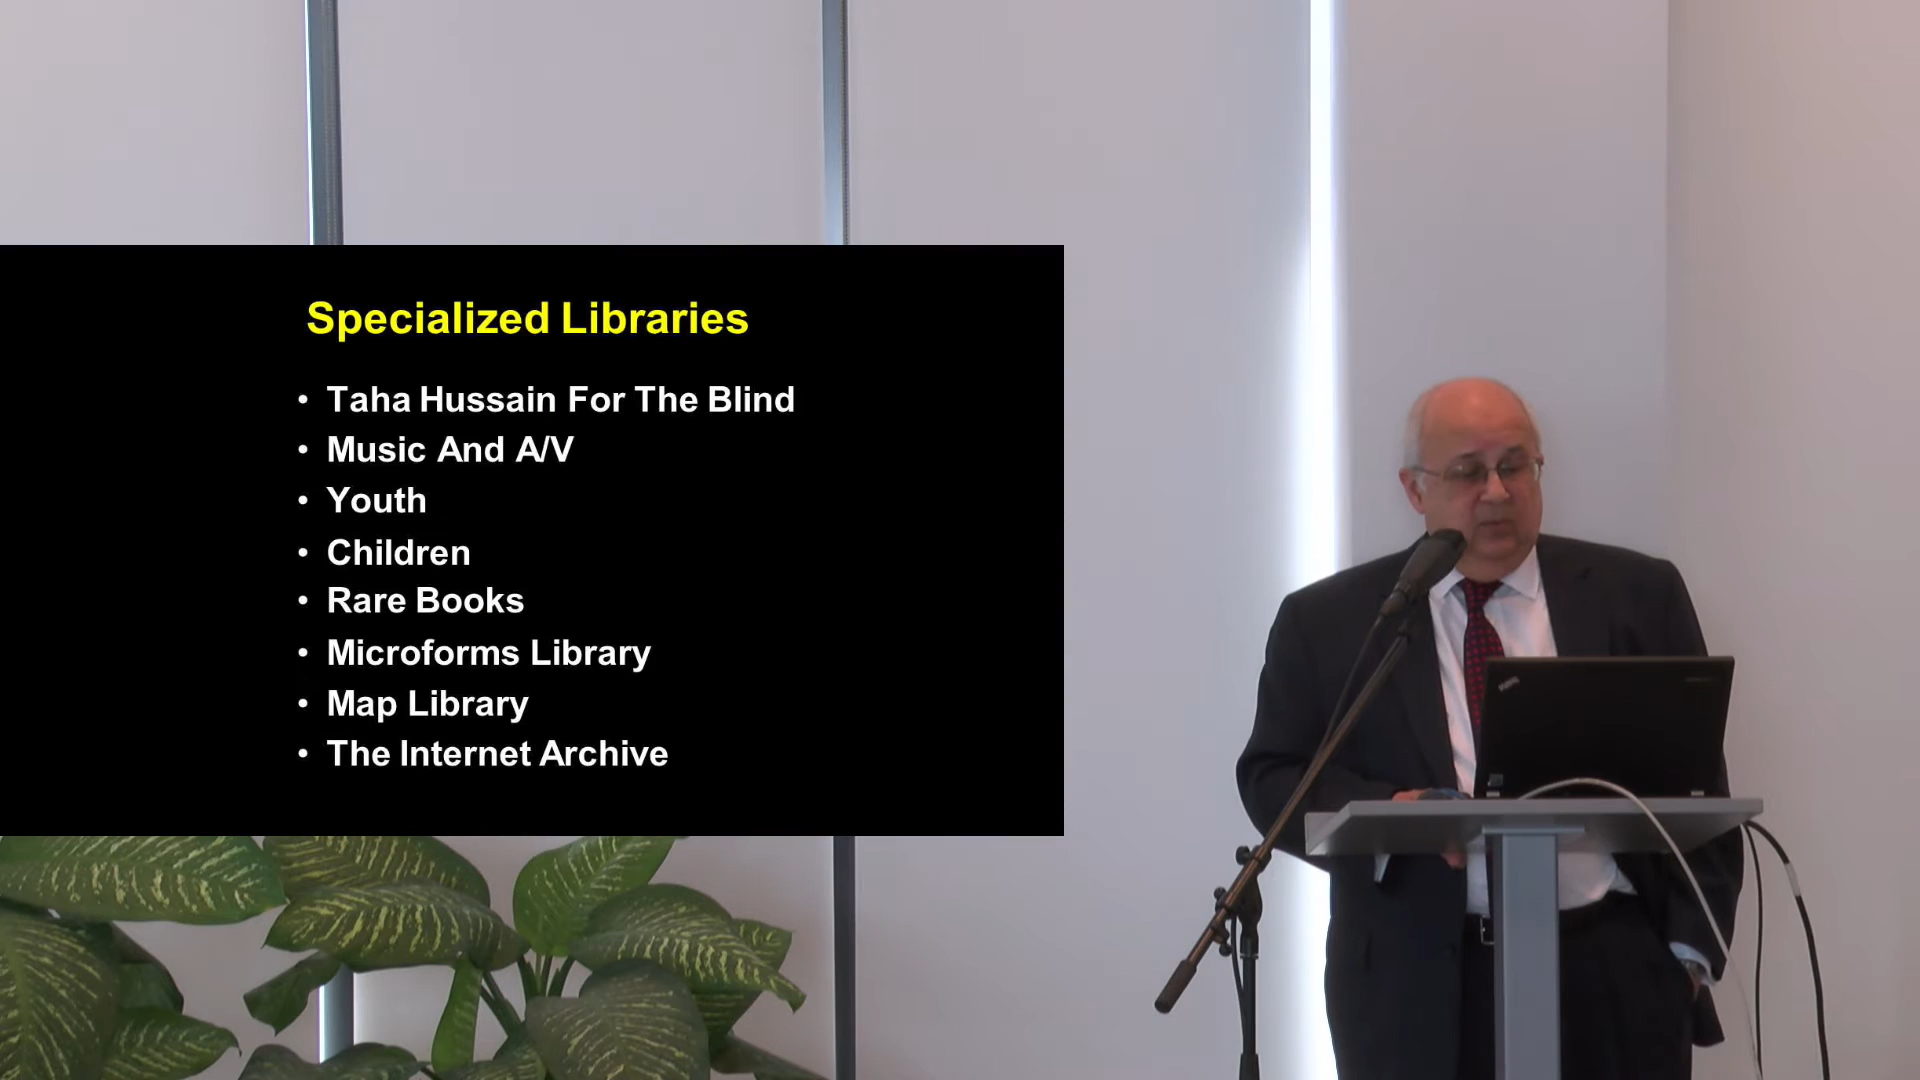 Specialized Libraries
• Taha Hussain For The Blind
• Music And A/V
• Youth
• Children
• Rare Books
• Microforms Library
• Map Library
• The Internet Archive